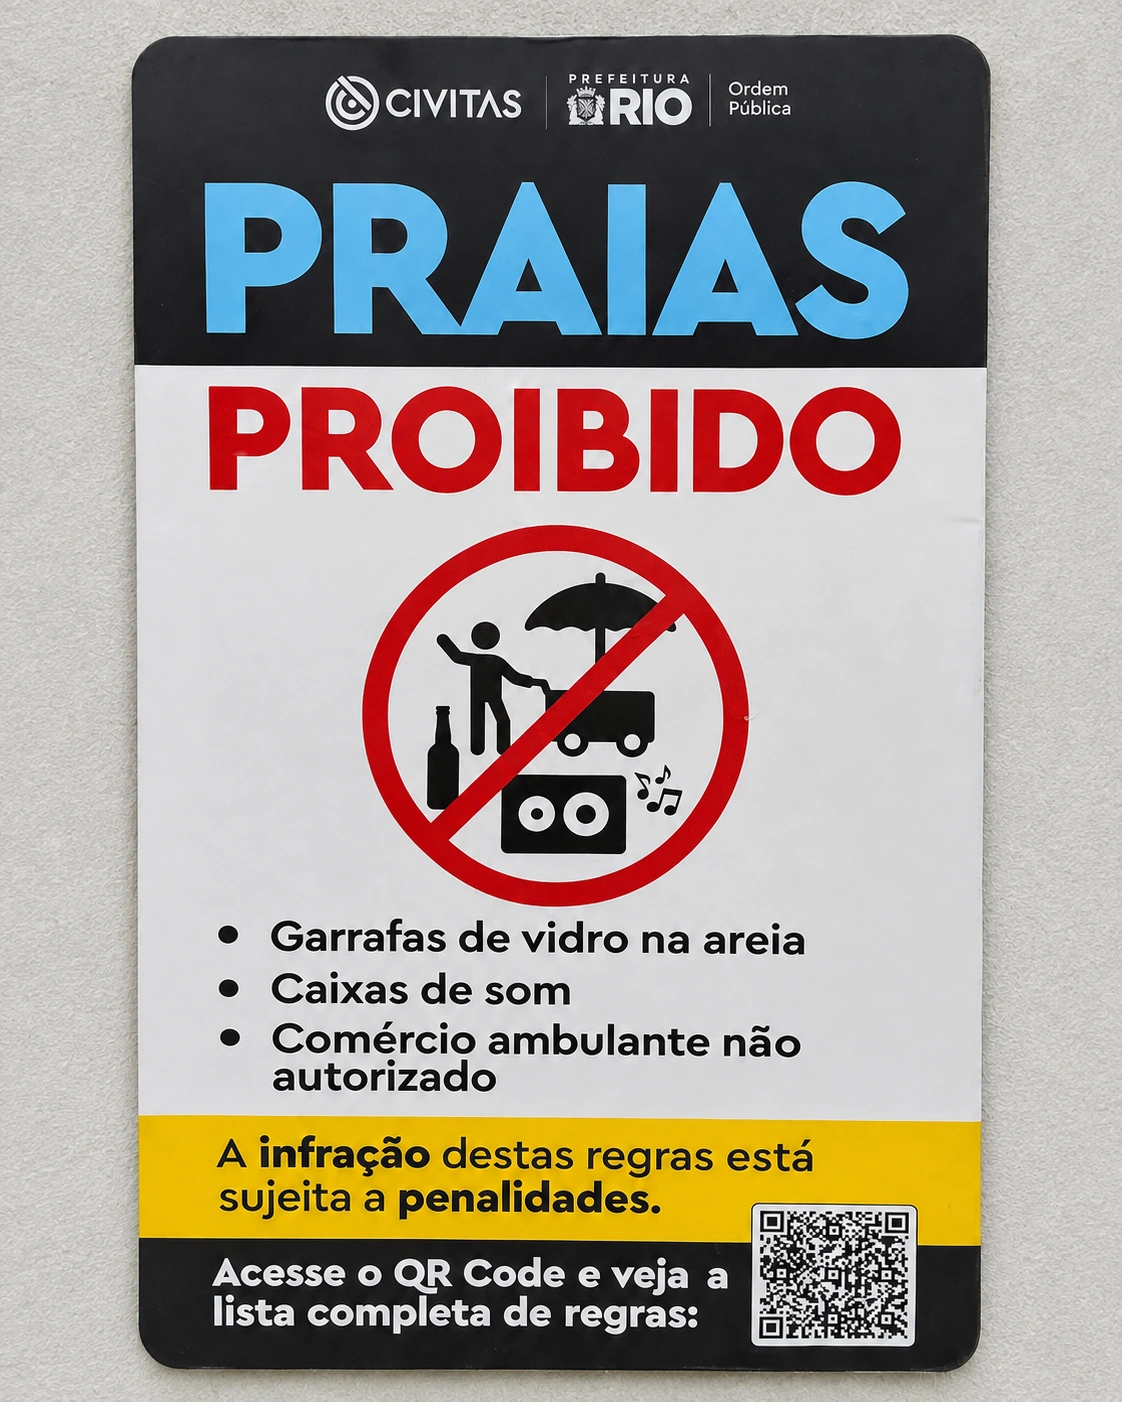 CIVITAS
PREFEITURA
RIO
Ordem
Pública
PRAIAS
PROIBIDO
• Garrafas de vidro na areia
• Caixas de som
• Comércio ambulante não
autorizado
A infração destas regras está
sujeita a penalidades.
Acesse o QR Code e veja a
lista completa de regras: